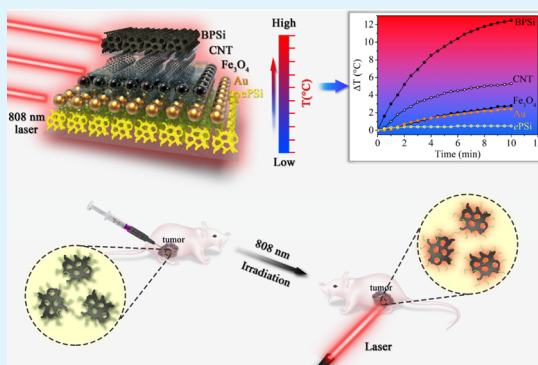 BPSi
CNT
Fe3O4
Au
ePSi
808 nm
laser
High
T(°C)
Low
ΔT (°C)
12
10
8
6
4
2
0
BPSi
CNT
Fe3O4
Au
ePSi
0 2 4 6 8 10 12
Time (min)
tumor
808 nm
Irradiation
tumor
Laser